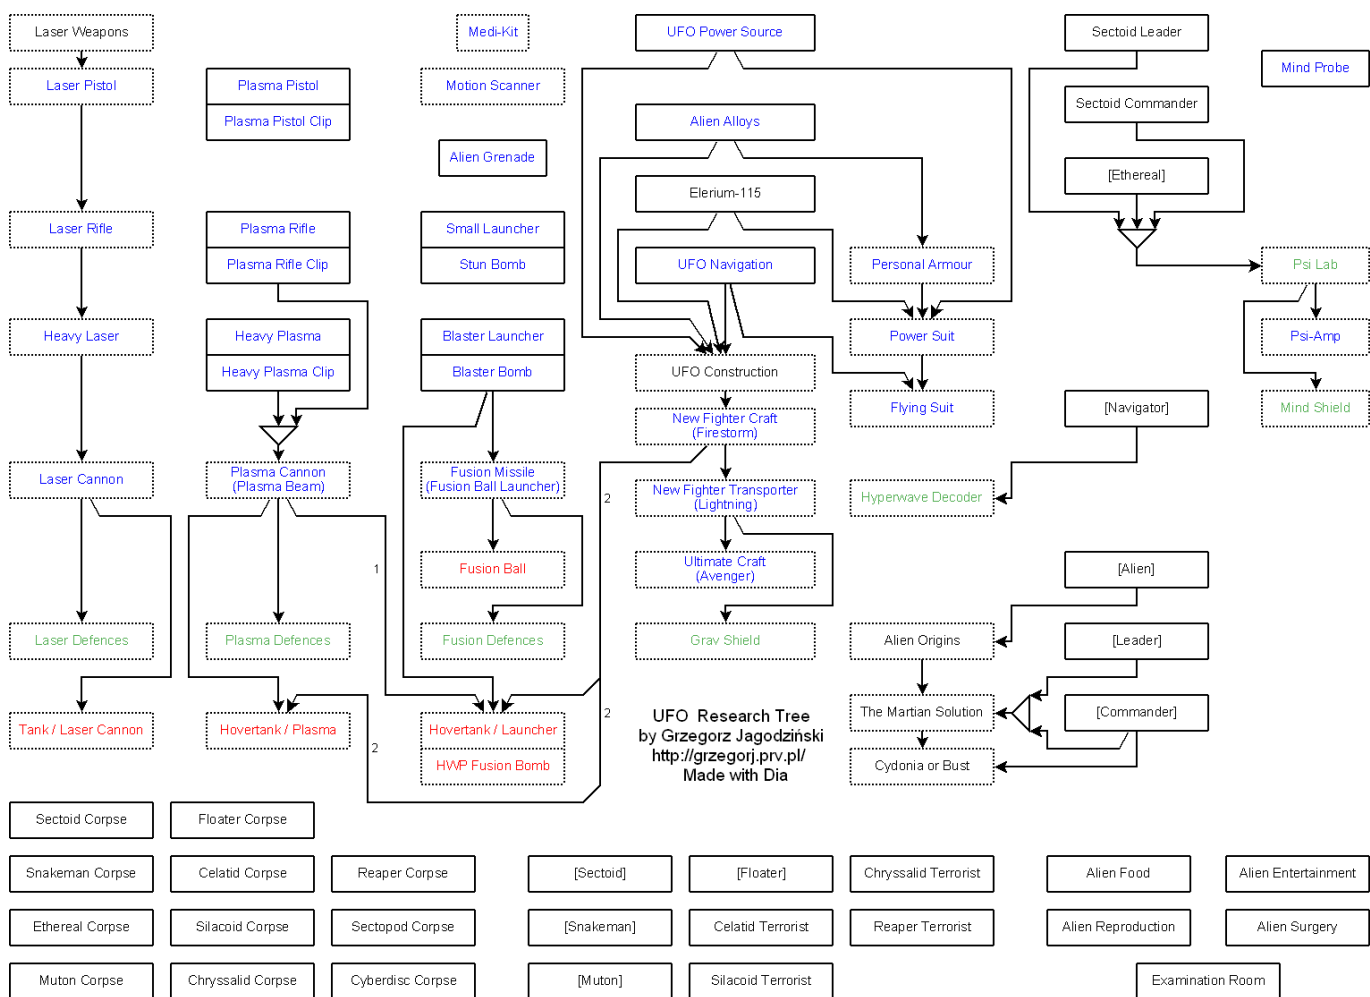 Laser Weapons
Medi-Kit
UFO Power Source
Sectoid Leader
Mind Probe
Laser Pistol
Plasma Pistol
Motion Scanner
Plasma Pistol Clip
Alien Alloys
Sectoid Commander
Alien Grenade
Elerium-115
[Ethereal]
Laser Rifle
Plasma Rifle
Small Launcher
Plasma Rifle Clip
Stun Bomb
UFO Navigation
Personal Armour
Psi Lab
Heavy Laser
Heavy Plasma
Blaster Launcher
Power Suit
Psi-Amp
Heavy Plasma Clip
Blaster Bomb
UFO Construction
New Fighter Craft
(Firestorm)
Flying Suit
[Navigator]
Mind Shield
Laser Cannon
Plasma Cannon
(Plasma Beam)
Fusion Missile
(Fusion Ball Launcher)
2
New Fighter Transporter
(Lightning)
Hyperwave Decoder
1
Fusion Ball
Ultimate Craft
(Avenger)
[Alien]
Laser Defences
Plasma Defences
Fusion Defences
Grav Shield
Alien Origins
[Leader]
2
The Martian Solution
[Commander]
Tank / Laser Cannon
Hovertank / Plasma
2
Hovertank / Launcher
HWP Fusion Bomb
UFO Research Tree
by Grzegorz Jagodziński
http://grzegorj.prv.pl/
Made with Dia
Cydonia or Bust
Sectoid Corpse
Floater Corpse
Snakeman Corpse
Celatid Corpse
Reaper Corpse
[Sectoid]
[Floater]
Chryssalid Terrorist
Alien Food
Alien Entertainment
Ethereal Corpse
Silacoid Corpse
Sectopod Corpse
[Snakeman]
Celatid Terrorist
Reaper Terrorist
Alien Reproduction
Alien Surgery
Muton Corpse
Chryssalid Corpse
Cyberdisc Corpse
[Muton]
Silacoid Terrorist
Examination Room